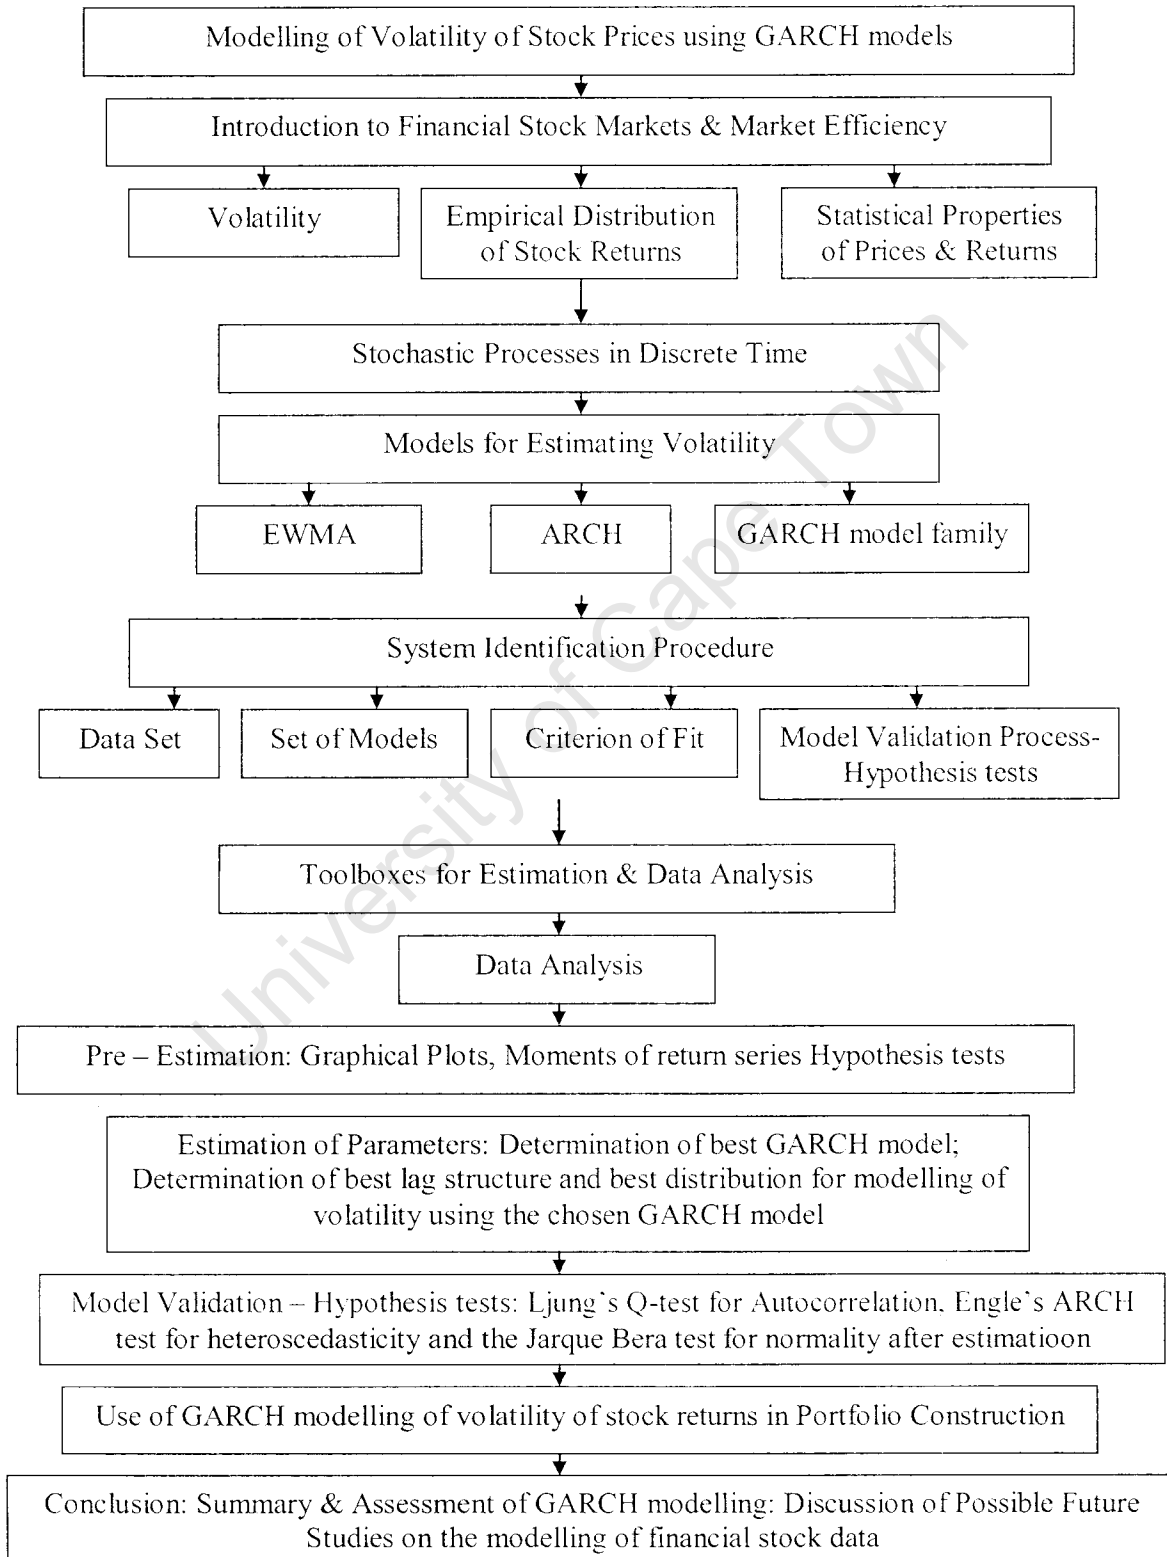 Modelling of Volatility of Stock Prices using GARCH models
Introduction to Financial Stock Markets & Market Efficiency
Volatility
Empirical Distribution
of Stock Returns
Statistical Properties
of Prices & Returns
Stochastic Processes in Discrete Time
Models for Estimating Volatility
EWMA
ARCH
GARCH model family
System Identification Procedure
Data Set
Set of Models
Criterion of Fit
Model Validation Process-
Hypothesis tests
Toolboxes for Estimation & Data Analysis
Data Analysis
Pre – Estimation: Graphical Plots, Moments of return series Hypothesis tests
Estimation of Parameters: Determination of best GARCH model;
Determination of best lag structure and best distribution for modelling of
volatility using the chosen GARCH model
Model Validation – Hypothesis tests: Ljung's Q-test for Autocorrelation, Engle's ARCH
test for heteroscedasticity and the Jarque Bera test for normality after estimatioon
Use of GARCH modelling of volatility of stock returns in Portfolio Construction
Conclusion: Summary & Assessment of GARCH modelling: Discussion of Possible Future
Studies on the modelling of financial stock data
University of Cape Town